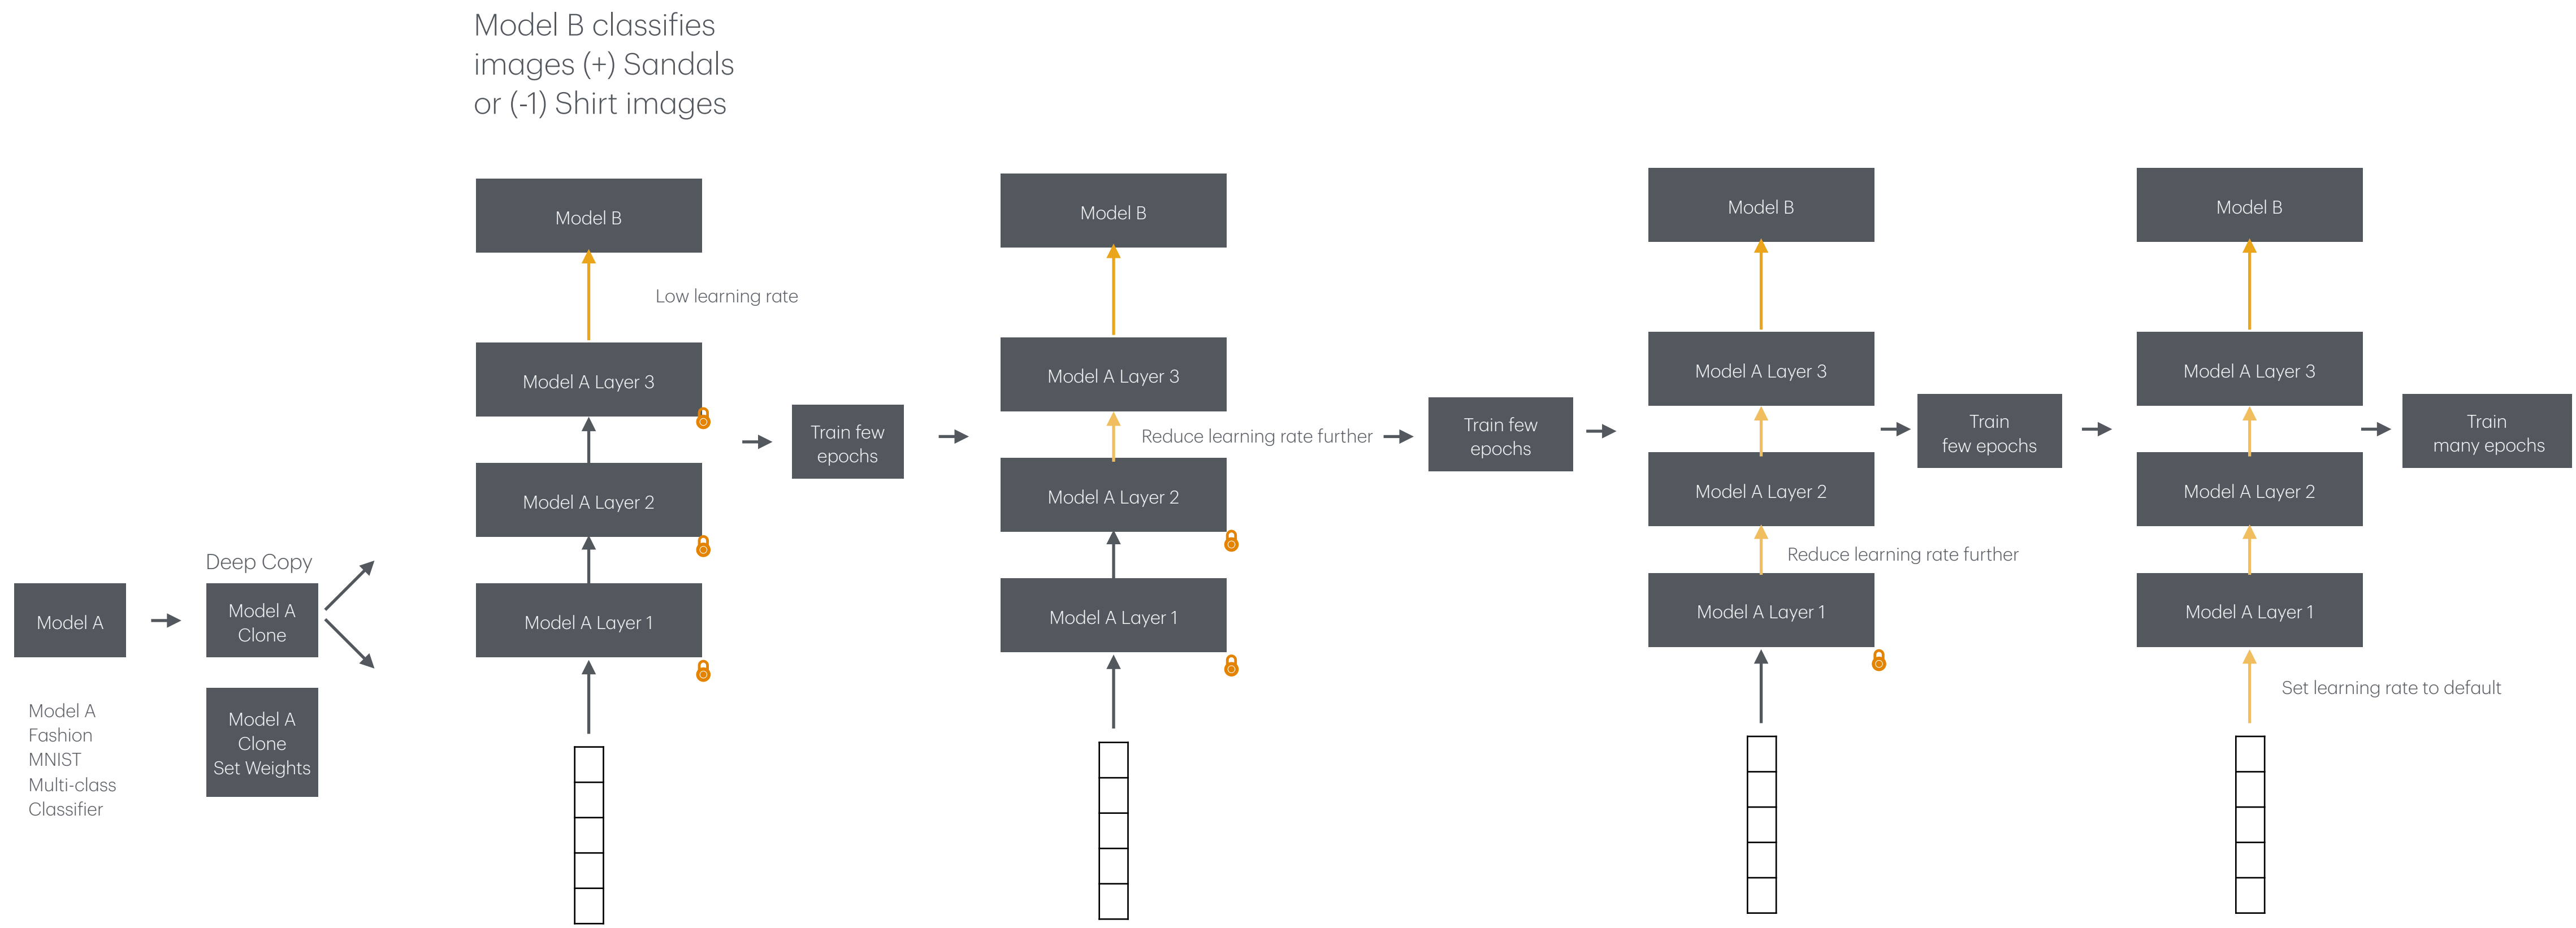 Model B classifies
images (+) Sandals
or (-1) Shirt images
Model A
Model A
Fashion
MNIST
Multi-class
Classifier
Deep Copy
Model A
Clone
Model A
Clone
Set Weights
Model B
Low learning rate
Model A Layer 3
Model A Layer 2
Model A Layer 1
Train few
epochs
Model B
Model A Layer 3
Reduce learning rate further
Model A Layer 2
Model A Layer 1
Train few
epochs
Model B
Model A Layer 3
Model A Layer 2
Reduce learning rate further
Model A Layer 1
Train
few epochs
Model B
Model A Layer 3
Model A Layer 2
Model A Layer 1
Set learning rate to default
Train
many epochs